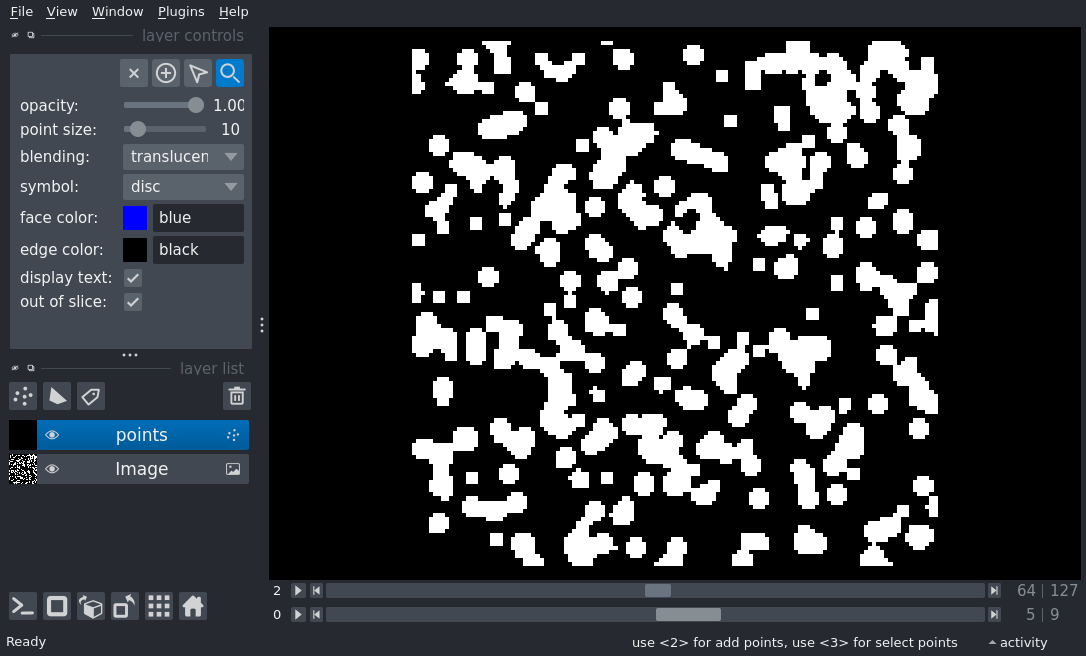 File View Window Plugins Help
layer controls
opacity: 1.00
point size: 10
blending: translucen
symbol: disc
face color: blue
edge color: black
display text:
out of slice:
layer list
points
Image
2 64 | 127
0 5 | 9
Ready use <2> for add points, use <3> for select points activity